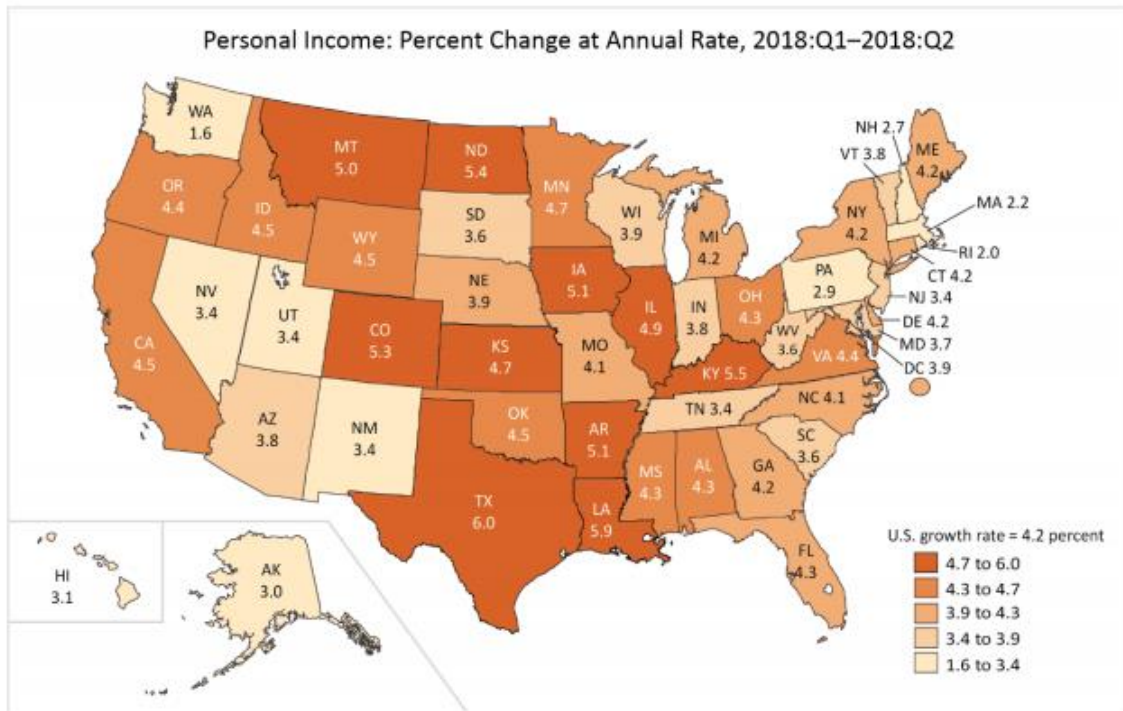 Personal Income: Percent Change at Annual Rate, 2018:Q1–2018:Q2
WA
1.6
MT
5.0
ND
5.4
MN
4.7
NH 2.7
VT 3.8
ME
4.2
OR
4.4
ID
4.5
WY
4.5
SD
3.6
WI
3.9
MI
4.2
NY
4.2
MA 2.2
RI 2.0
CT 4.2
NV
3.4
UT
3.4
CO
5.3
NE
3.9
IA
5.1
IL
4.9
IN
3.8
OH
4.3
PA
2.9
NJ 3.4
DE 4.2
MD 3.7
DC 3.9
CA
4.5
KS
4.7
MO
4.1
KY 5.5
WV
3.6
VA 4.4
AZ
3.8
NM
3.4
OK
4.5
AR
5.1
TN 3.4
NC 4.1
SC
3.6
TX
6.0
LA
5.9
MS
4.3
AL
4.3
GA
4.2
FL
4.3
HI
3.1
AK
3.0
U.S. growth rate = 4.2 percent
4.7 to 6.0
4.3 to 4.7
3.9 to 4.3
3.4 to 3.9
1.6 to 3.4